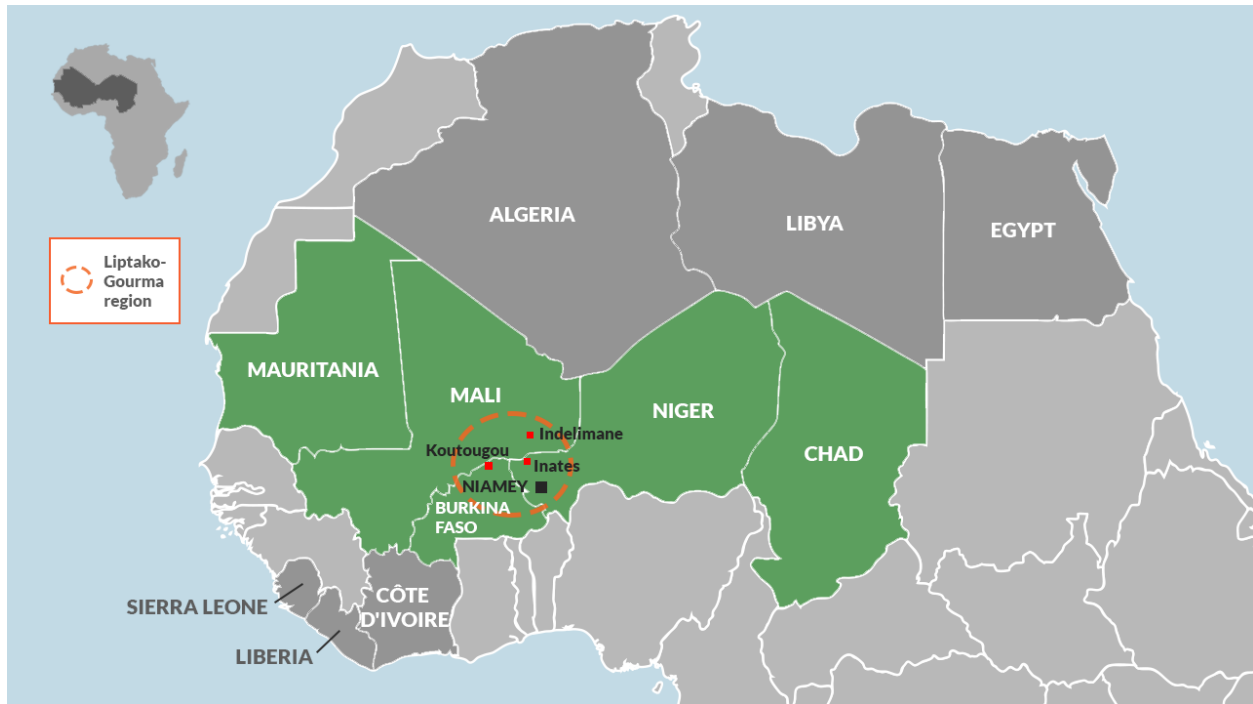 ALGERIA
LIBYA
EGYPT
Liptako-
Gourma
region
MAURITANIA
MALI
NIGER
CHAD
Indelimane
Koutougou
Inates
NIAMEY
BURKINA
FASO
CÔTE
D'IVOIRE
SIERRA LEONE
LIBERIA